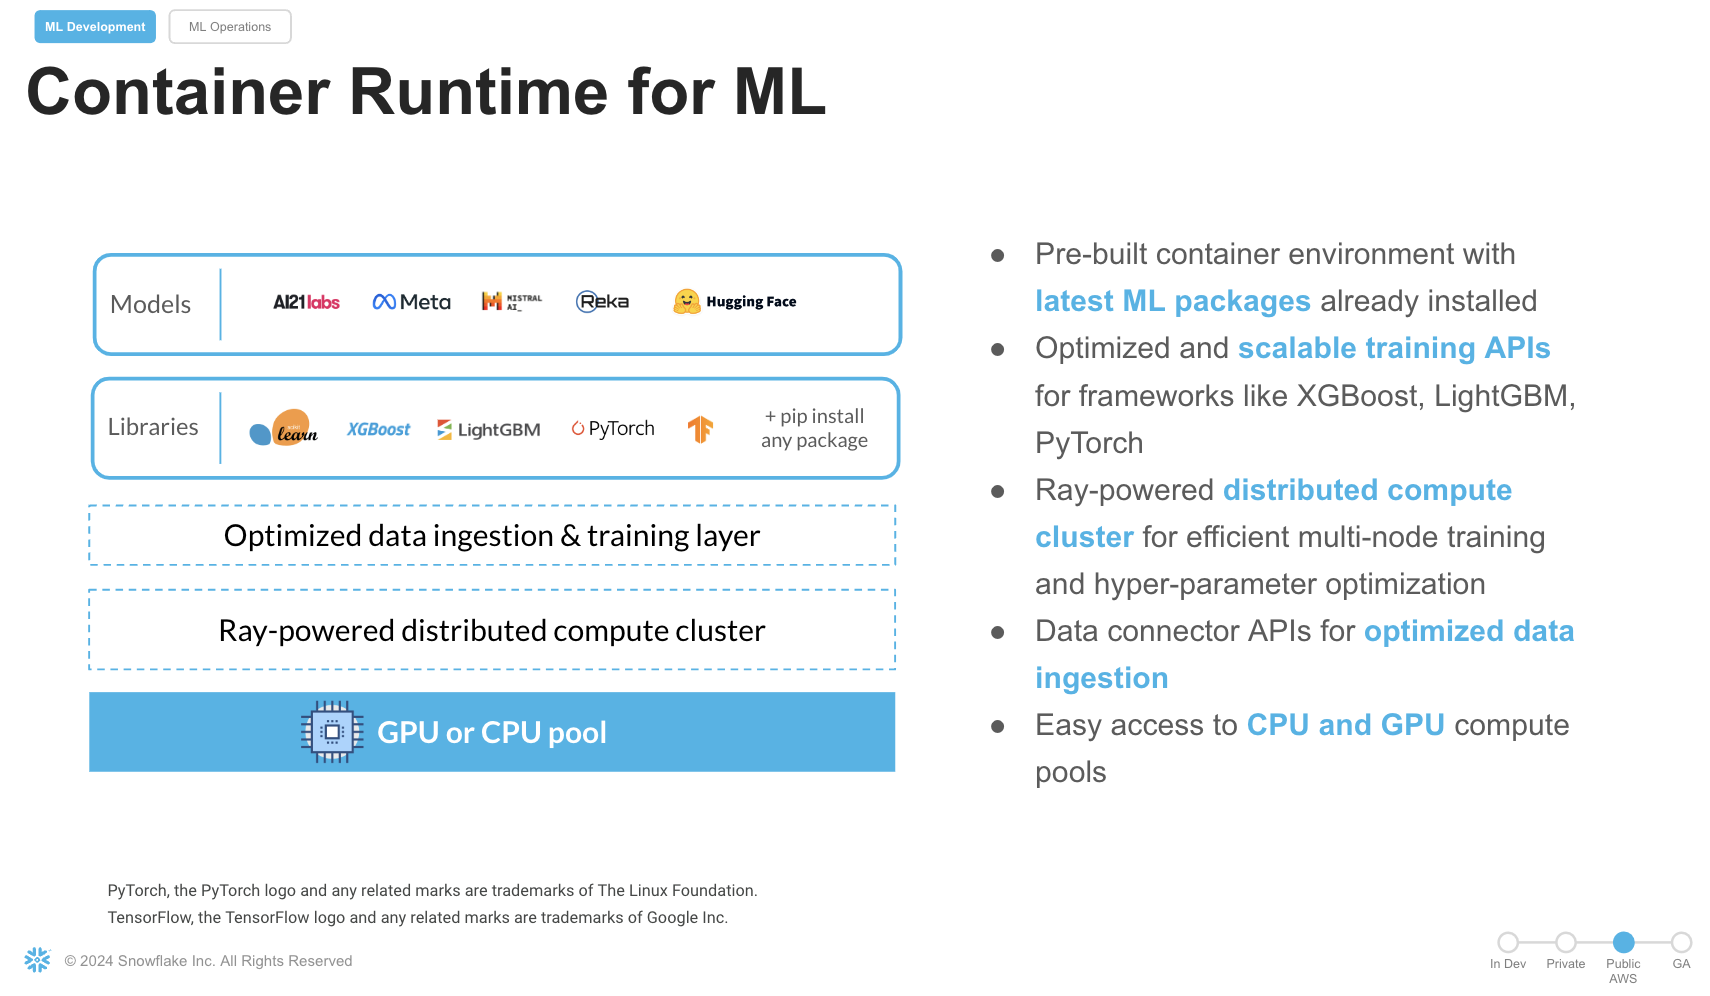 ML Development
ML Operations
Container Runtime for ML
Models
AI21labs
Meta
MISTRAL
AI_
Reka
Hugging Face
Libraries
scikit
learn
XGBoost
LightGBM
PyTorch
+ pip install
any package
Optimized data ingestion & training layer
Ray-powered distributed compute cluster
GPU or CPU pool
● Pre-built container environment with
latest ML packages already installed
● Optimized and scalable training APIs
for frameworks like XGBoost, LightGBM,
PyTorch
● Ray-powered distributed compute
cluster for efficient multi-node training
and hyper-parameter optimization
● Data connector APIs for optimized data
ingestion
● Easy access to CPU and GPU compute
pools
PyTorch, the PyTorch logo and any related marks are trademarks of The Linux Foundation.
TensorFlow, the TensorFlow logo and any related marks are trademarks of Google Inc.
© 2024 Snowflake Inc. All Rights Reserved
In Dev
Private
Public
AWS
GA